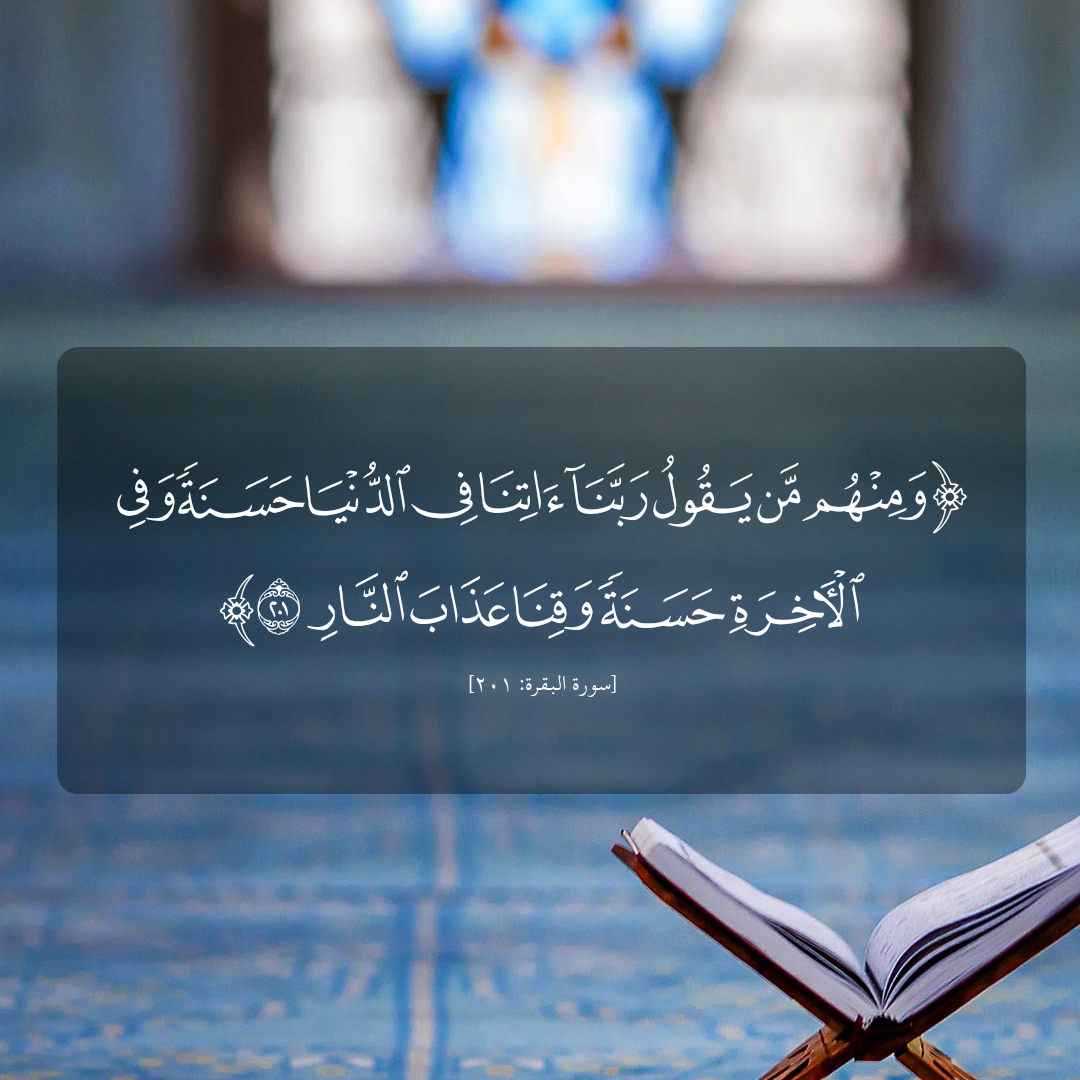 ﴿وَمِنۡهُم مَّن يَقُولُ رَبَّنَآ ءَاتِنَا فِي ٱلدُّنۡيَا حَسَنَةٗ وَفِي
ٱلۡأٓخِرَةِ حَسَنَةٗ وَقِنَا عَذَابَ ٱلنَّارِ ٢٠١﴾
[سورة البقرة: ٢٠١]